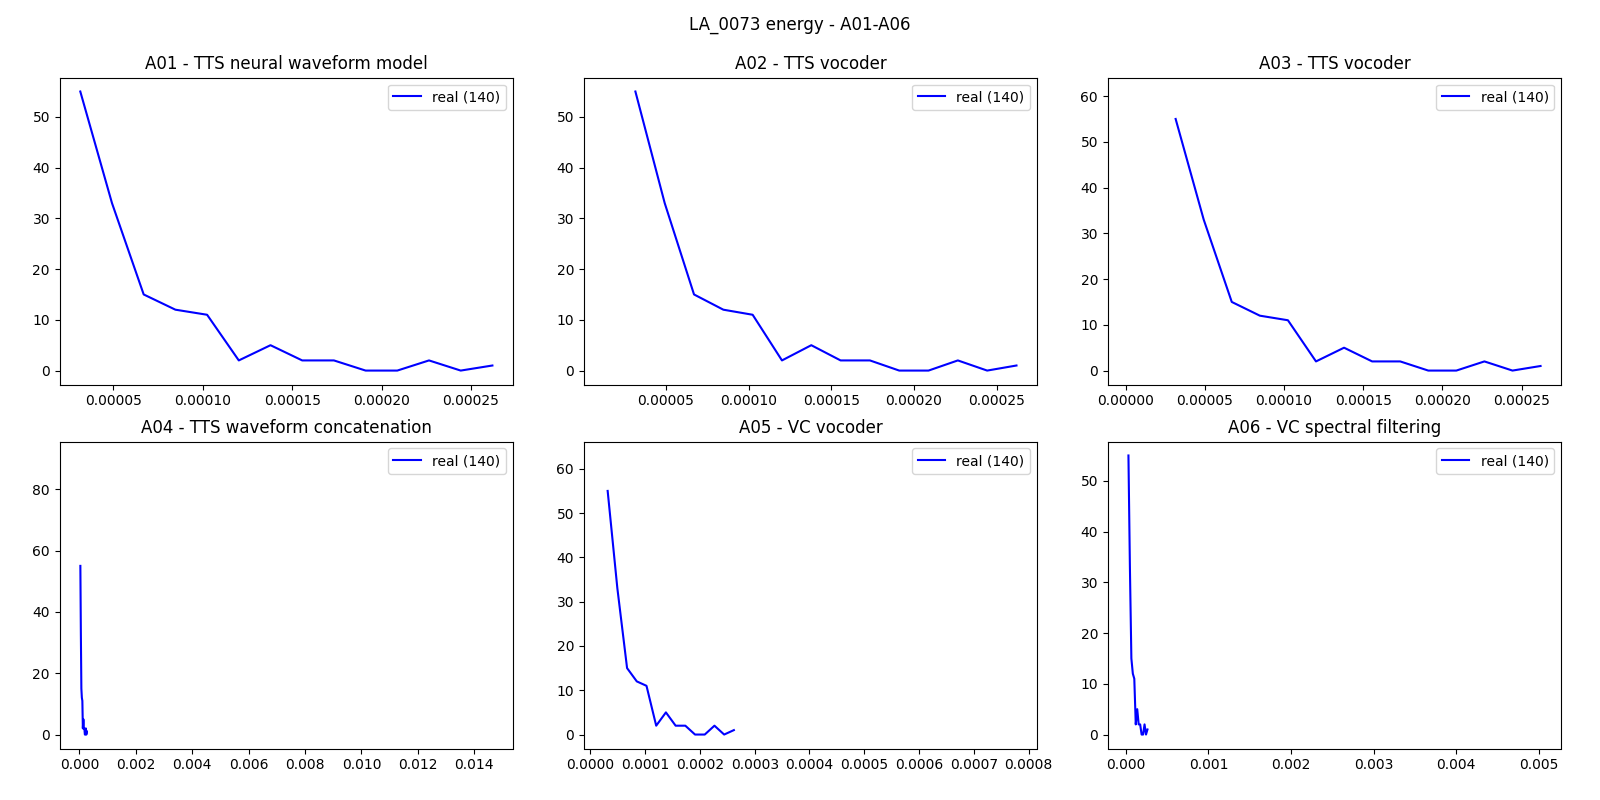 LA_0073 energy - A01-A06
A01 - TTS neural waveform model
real (140)
50
40
30
20
10
0
0.00005 0.00010 0.00015 0.00020 0.00025
A02 - TTS vocoder
real (140)
50
40
30
20
10
0
0.00005 0.00010 0.00015 0.00020 0.00025
A03 - TTS vocoder
real (140)
60
50
40
30
20
10
0
0.00000 0.00005 0.00010 0.00015 0.00020 0.00025
A04 - TTS waveform concatenation
real (140)
80
60
40
20
0
0.000 0.002 0.004 0.006 0.008 0.010 0.012 0.014
A05 - VC vocoder
real (140)
60
50
40
30
20
10
0
0.0000 0.0001 0.0002 0.0003 0.0004 0.0005 0.0006 0.0007 0.0008
A06 - VC spectral filtering
real (140)
50
40
30
20
10
0
0.000 0.001 0.002 0.003 0.004 0.005